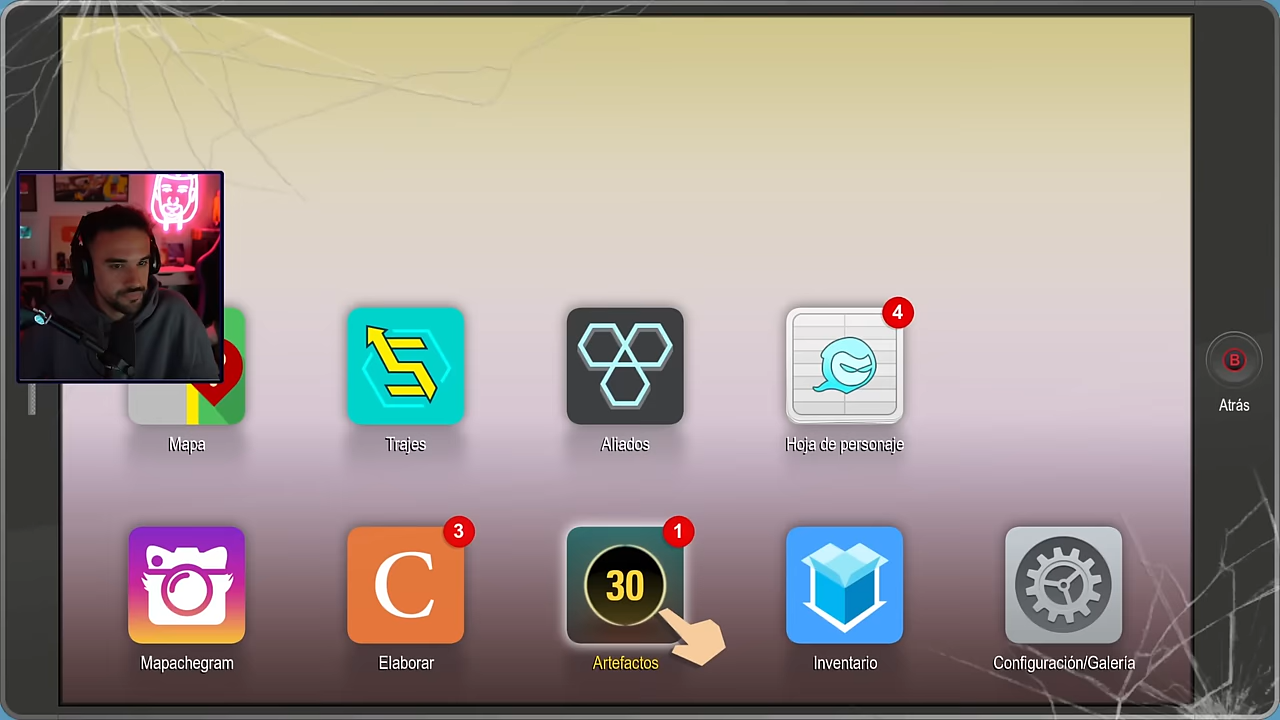 4
B
Atrás
Mapa
Trajes
Aliados
Hoja de personaje
3
1
C
30
Mapachegram
Elaborar
Artefactos
Inventario
Configuración/Galería